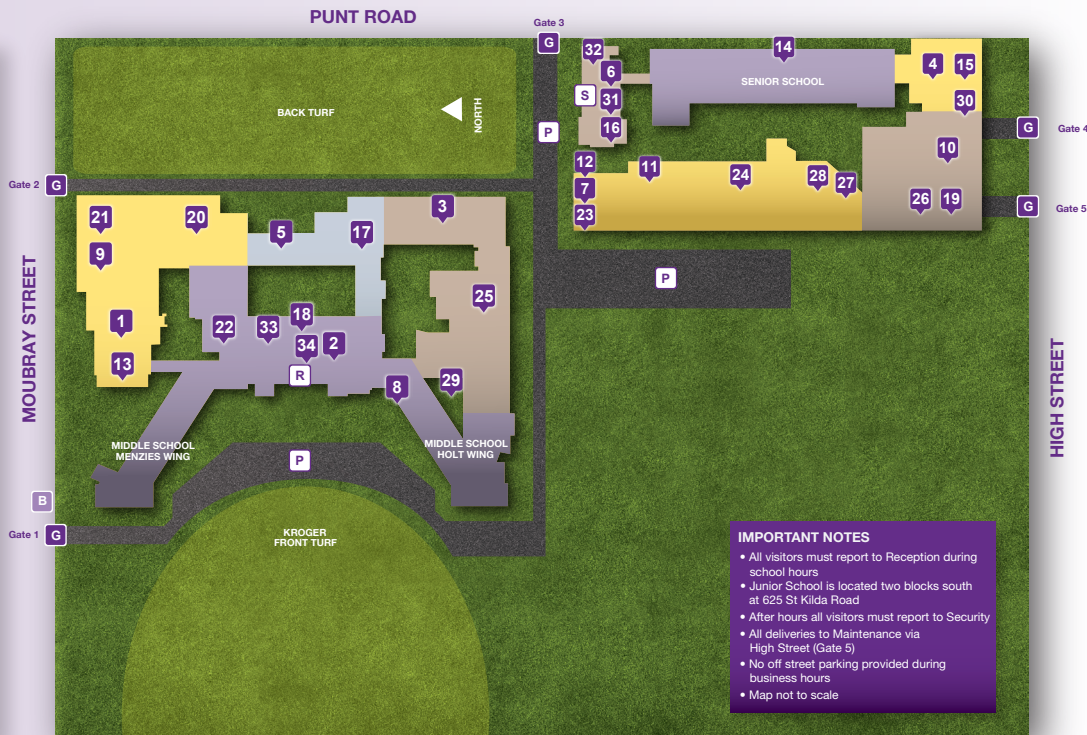 PUNT ROAD
Gate 3
G
32
14
6
4
15
SENIOR SCHOOL
S
31
30
BACK TURF
NORTH
P
16
G
Gate 4
10
12
11
24
28
27
7
26
19
23
Gate 2
G
G
Gate 5
21
20
5
17
3
9
P
25
MOUBRAY STREET
1
22
33
18
34
2
13
R
8
29
HIGH STREET
MIDDLE SCHOOL
MENZIES WING
MIDDLE SCHOOL
HOLT WING
P
B
Gate 1
G
KROGER
FRONT TURF
IMPORTANT NOTES
• All visitors must report to Reception during
school hours
• Junior School is located two blocks south
at 625 St Kilda Road
• After hours all visitors must report to Security
• All deliveries to Maintenance via
High Street (Gate 5)
• No off street parking provided during
business hours
• Map not to scale